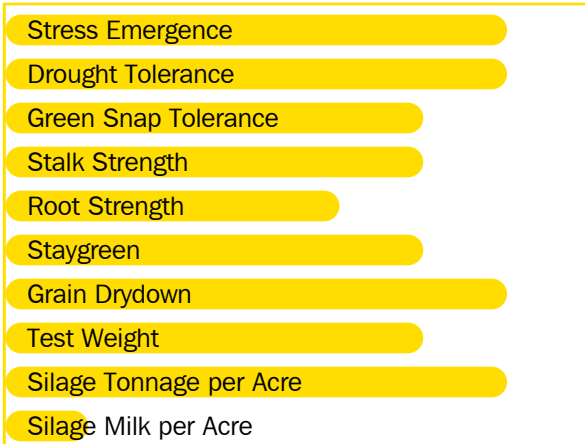 Stress Emergence
Drought Tolerance
Green Snap Tolerance
Stalk Strength
Root Strength
Staygreen
Grain Drydown
Test Weight
Silage Tonnage per Acre
Silage Milk per Acre